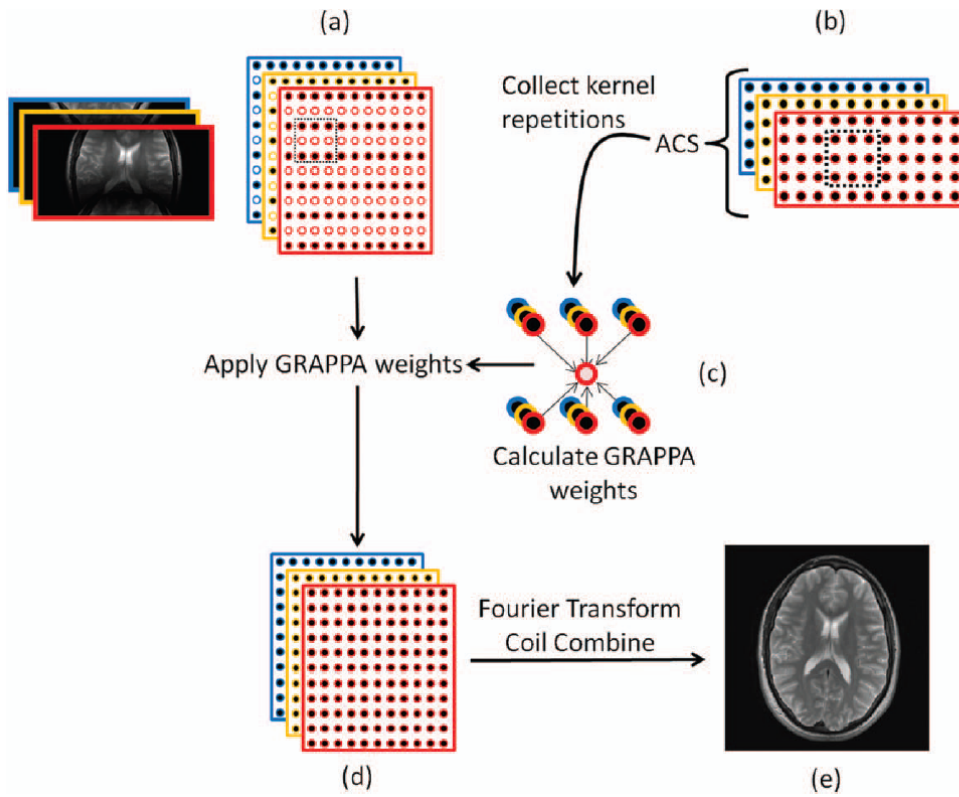 (a)
(b)
Collect kernel
repetitions
ACS
Apply GRAPPA weights
(c)
Calculate GRAPPA
weights
Fourier Transform
Coil Combine
(d)
(e)